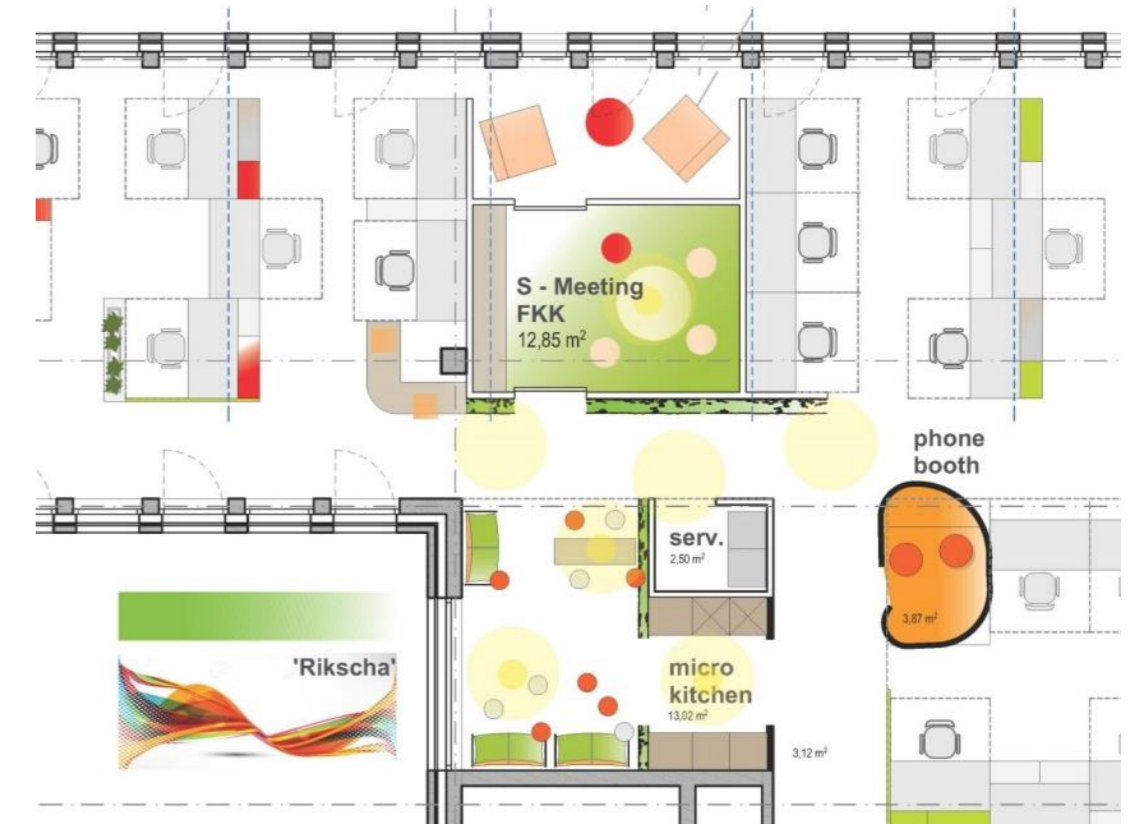 S - Meeting
FKK
12,85 m²
phone
booth
serv.
2,50 m²
3,87 m²
'Rikscha'
micro
kitchen
13,02 m²
3,12 m²